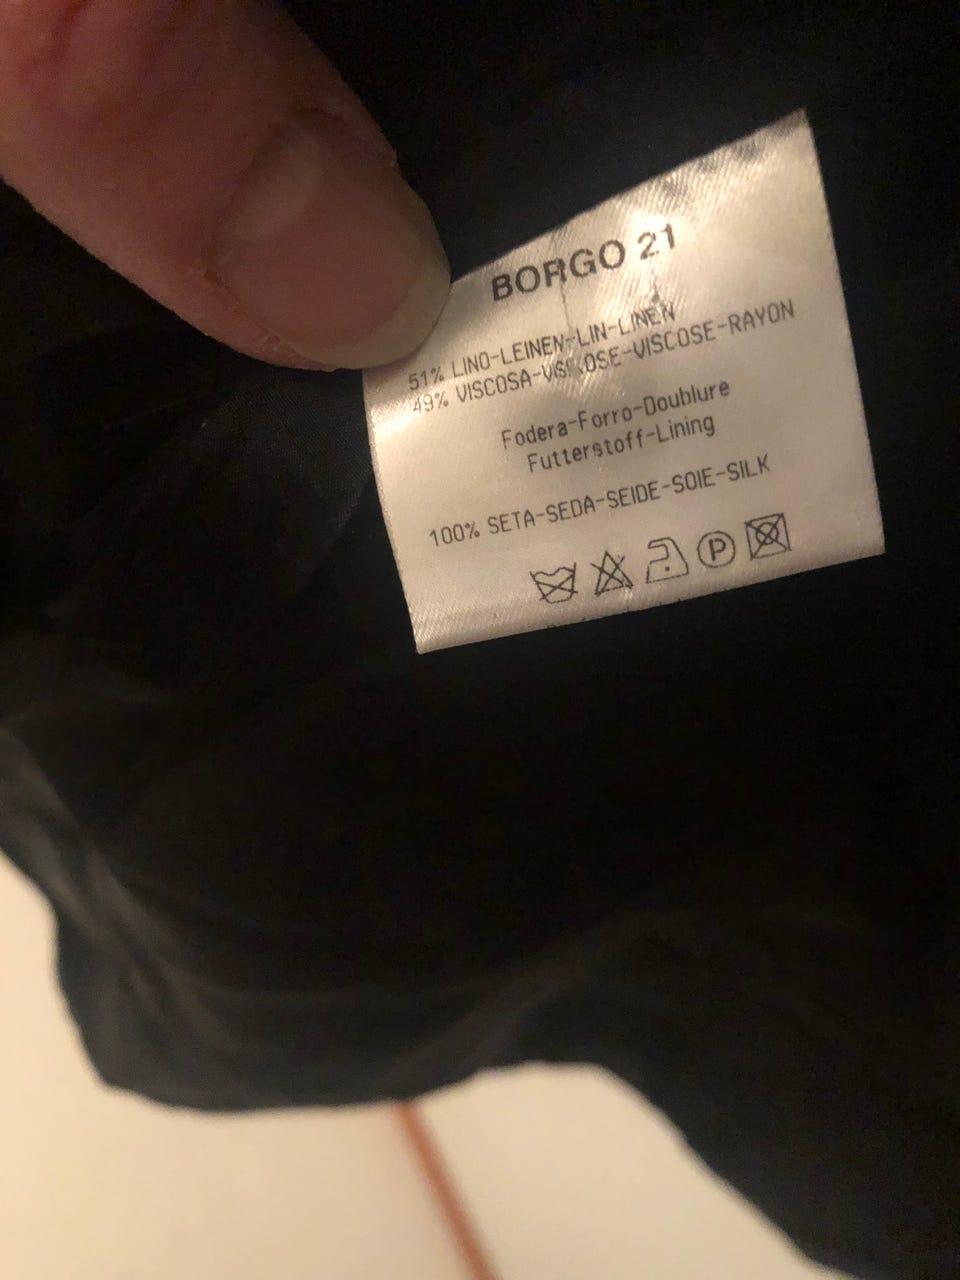 BORGO 21
51% LINO-LEINEN-LIN-LINEN
49% VISCOSA-VISCOSE-VISCOSE-RAYON
Fodera-Forro-Doublure
Futterstoff-Lining
100% SETA-SEDA-SEIDE-SOIE-SILK
P